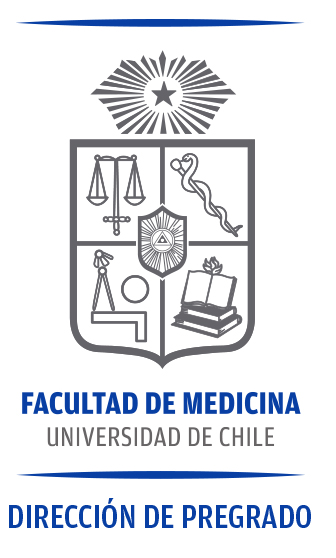 FACULTAD DE MEDICINA
UNIVERSIDAD DE CHILE
DIRECCIÓN DE PREGRADO